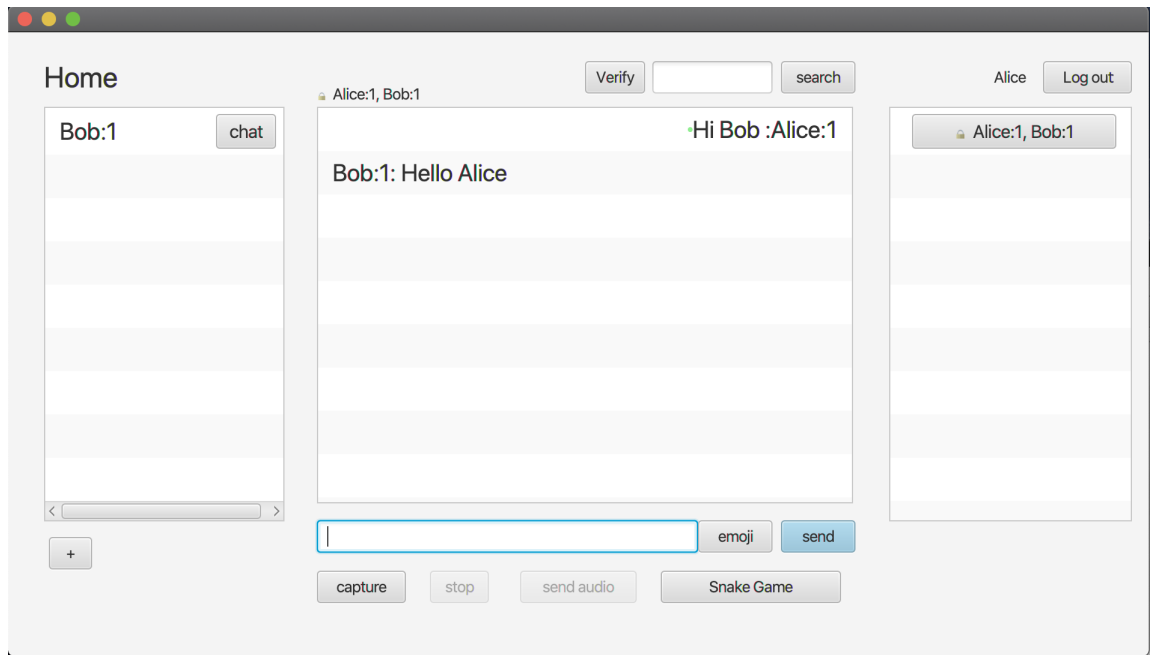 Home
Verify
search
Alice
Log out
Alice:1, Bob:1
Bob:1
chat
Hi Bob :Alice:1
Alice:1, Bob:1
Bob:1: Hello Alice
emoji
send
+
capture
stop
send audio
Snake Game